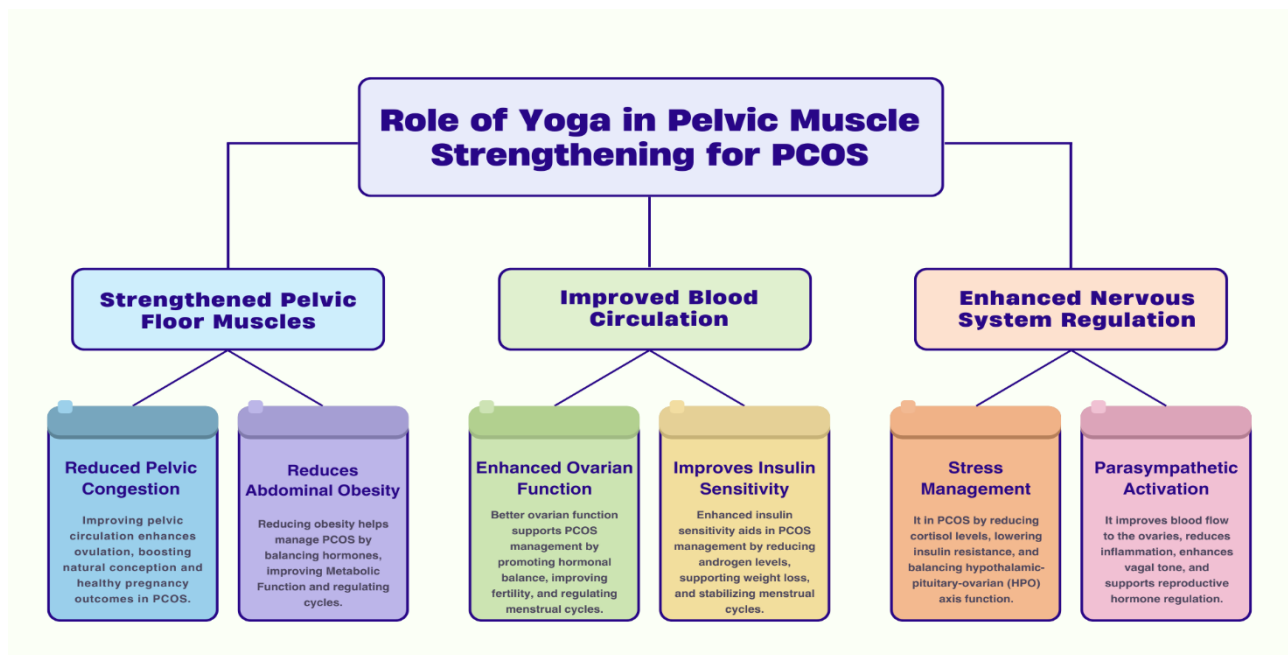 Role of Yoga in Pelvic Muscle
Strengthening for PCOS
Strengthened Pelvic
Floor Muscles
Improved Blood
Circulation
Enhanced Nervous
System Regulation
Reduced Pelvic
Congestion
Improving pelvic
circulation enhances
ovulation, boosting
natural conception and
healthy pregnancy
outcomes in PCOS.
Reduces
Abdominal Obesity
Reducing obesity helps
manage PCOS by
balancing hormones,
improving Metabolic
Function and regulating
cycles.
Enhanced Ovarian
Function
Better ovarian function
supports PCOS
management by
promoting hormonal
balance, improving
fertility, and regulating
menstrual cycles.
Improves Insulin
Sensitivity
Enhanced insulin
sensitivity aids in PCOS
management by reducing
androgen levels,
supporting weight loss,
and stabilizing menstrual
cycles.
Stress
Management
It in PCOS by reducing
cortisol levels, lowering
insulin resistance, and
balancing hypothalamic-
pituitary-ovarian (HPO)
axis function.
Parasympathetic
Activation
It improves blood flow
to the ovaries, reduces
inflammation, enhances
vagal tone, and
supports reproductive
hormone regulation.